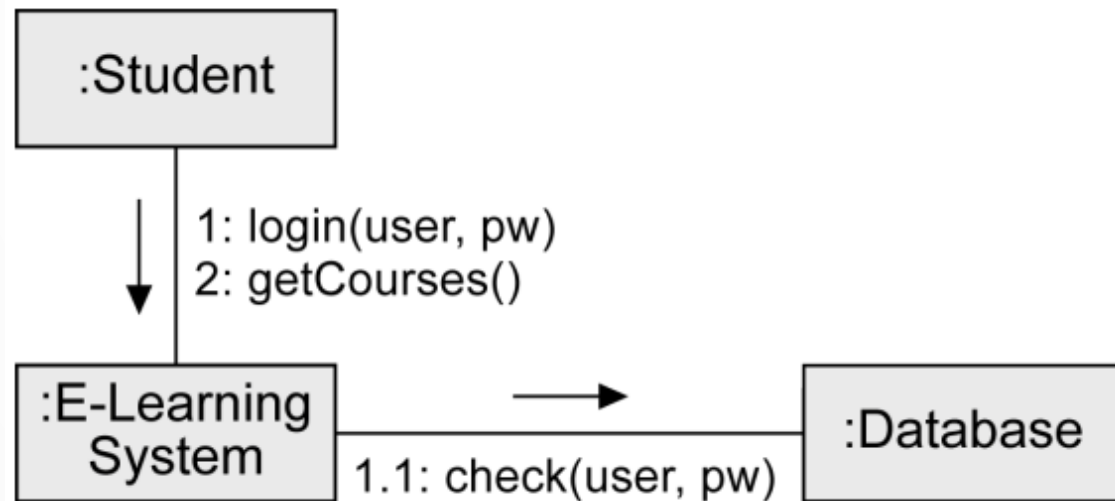 :Student
1: login(user, pw)
2: getCourses()
:E-Learning
System
:Database
1.1: check(user, pw)